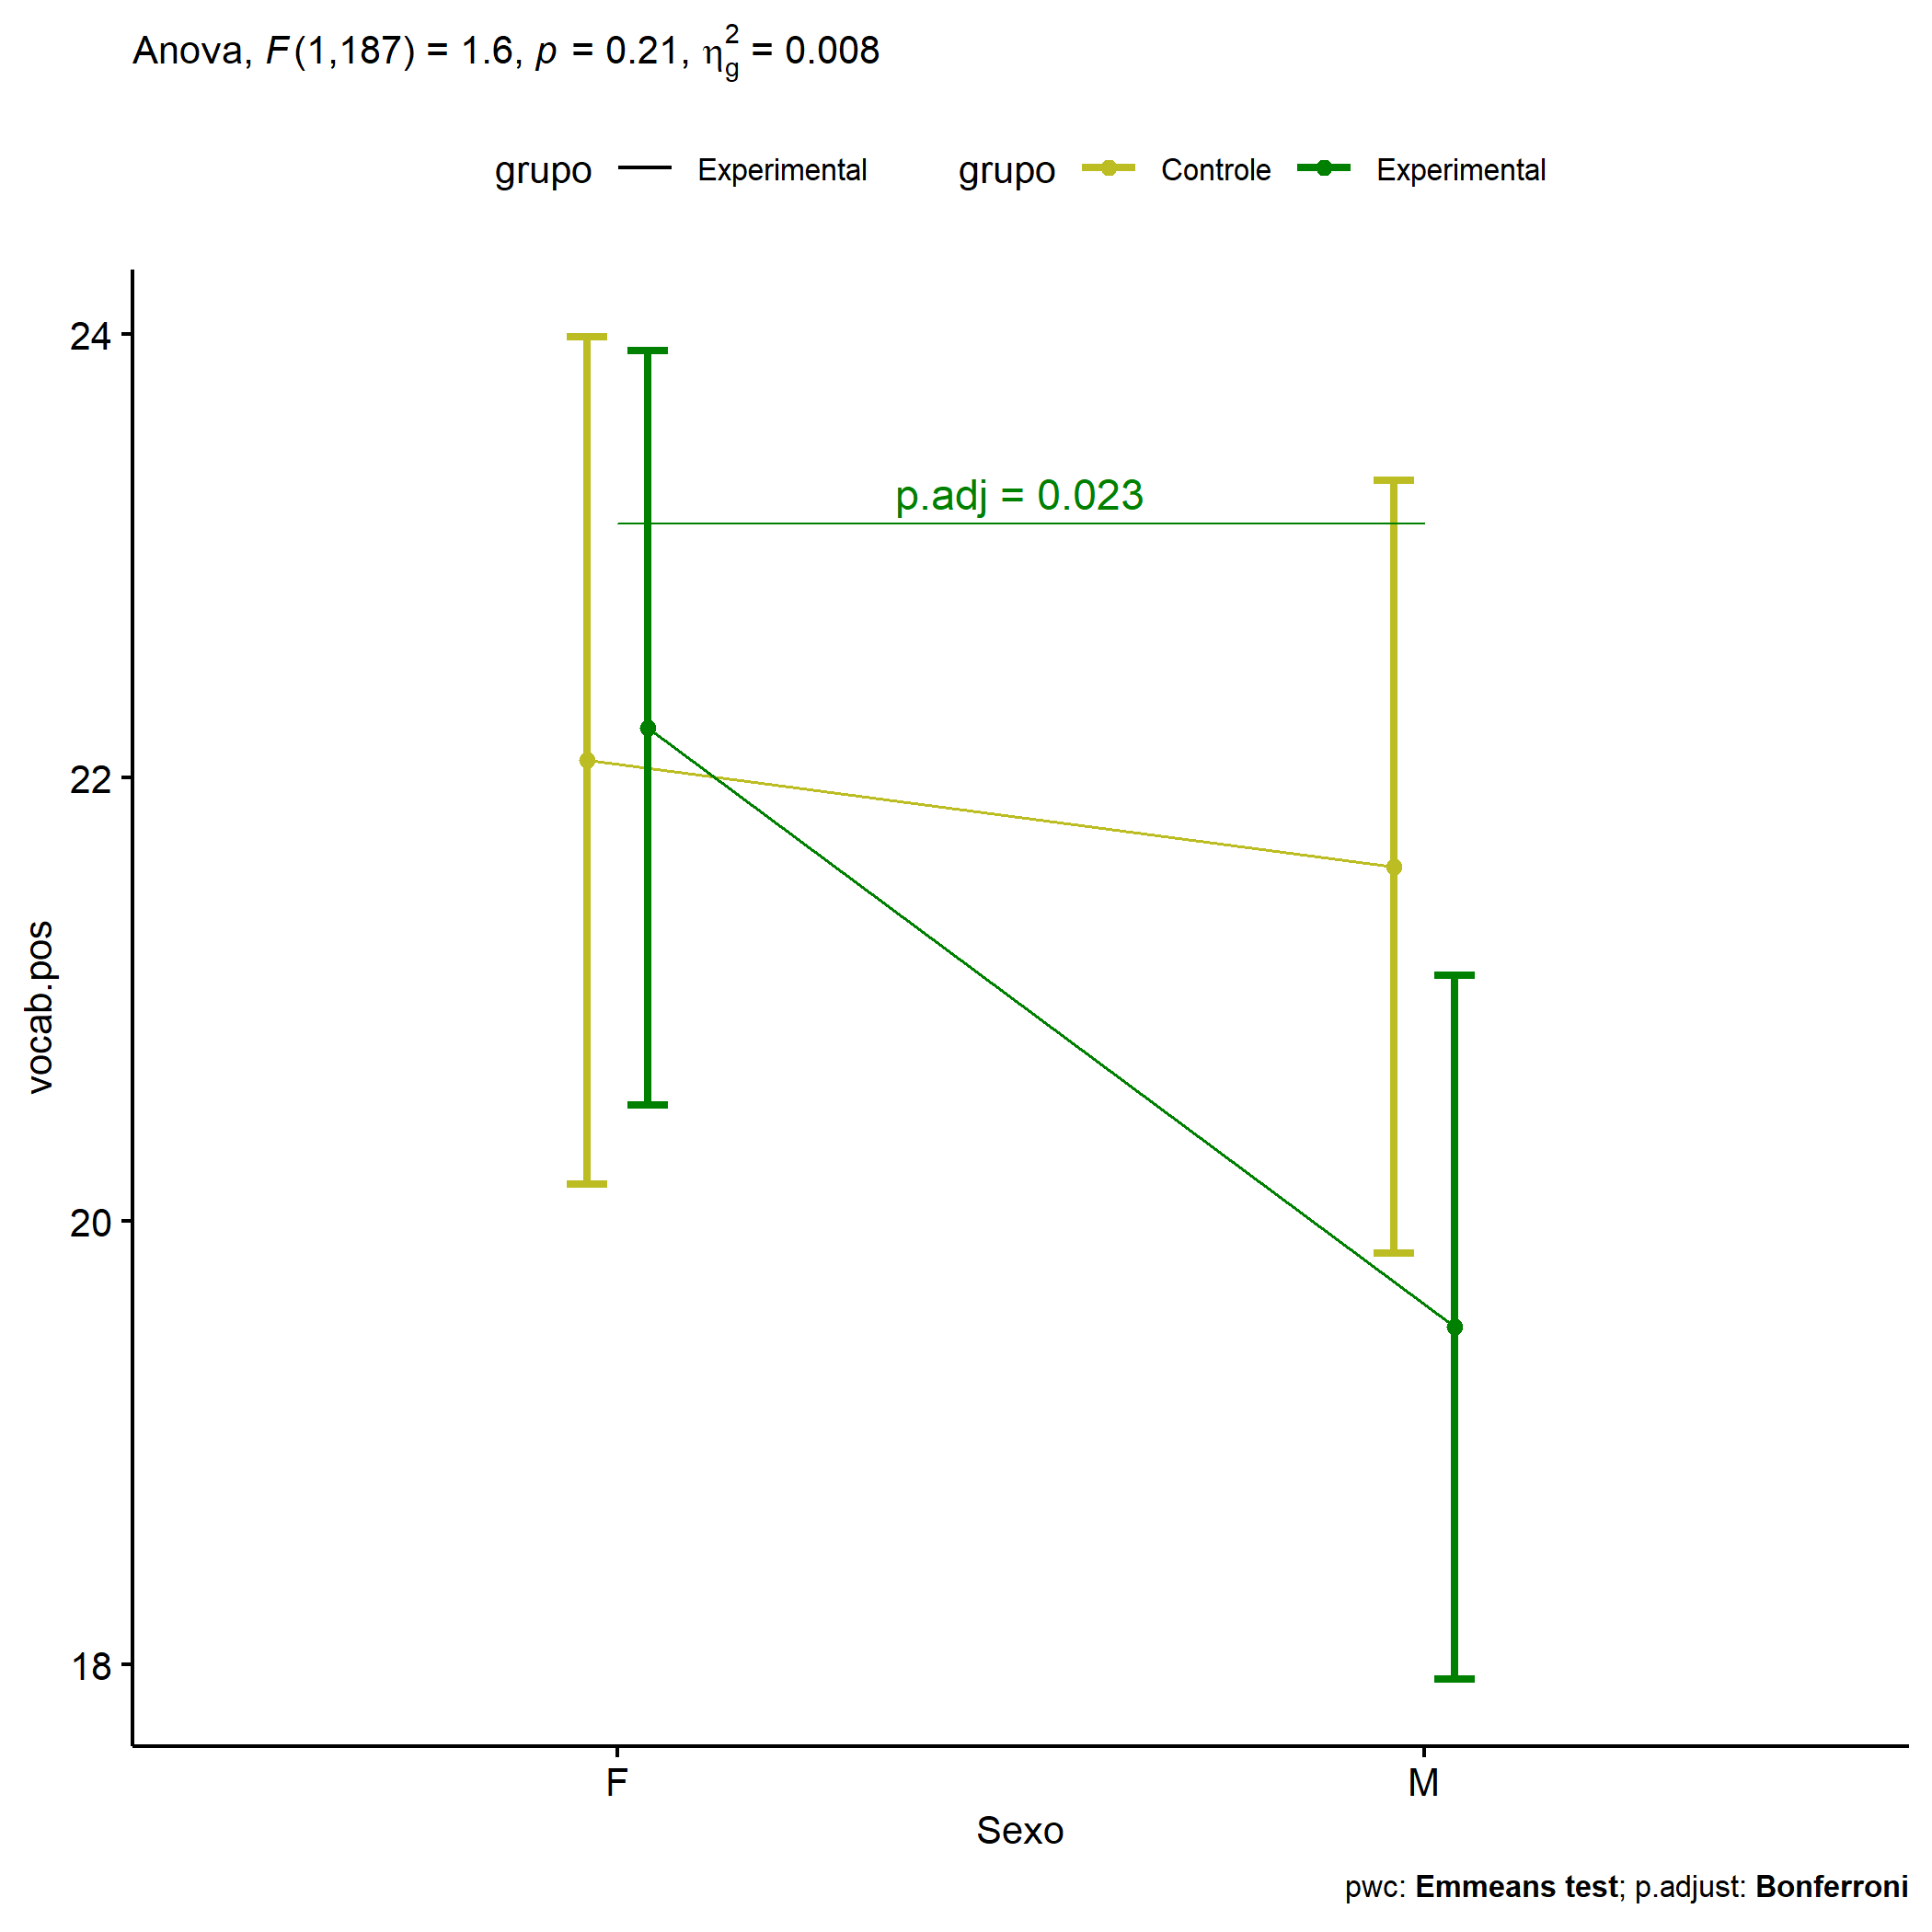 Anova, F(1,187) = 1.6, p = 0.21, η²g = 0.008
grupo Experimental grupo Controle Experimental
24
22
20
18
vocab.pos
p.adj = 0.023
F M
Sexo
pwc: Emmeans test; p.adjust: Bonferroni